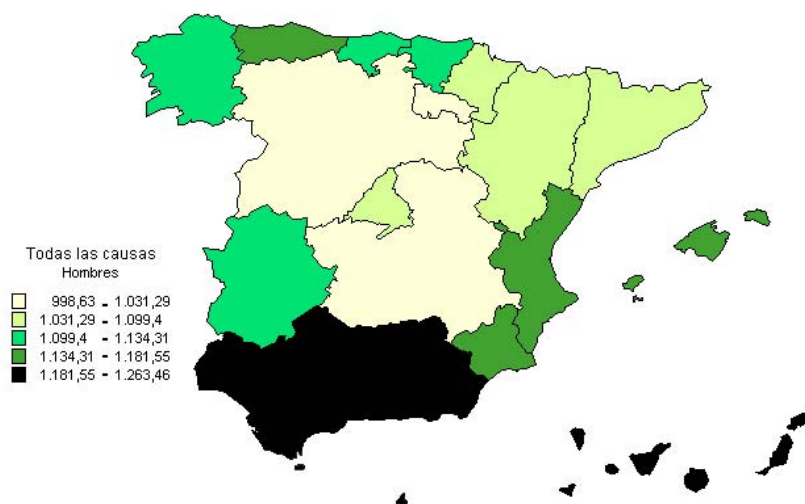 Todas las causas
Hombres
998,63 - 1.031,29
1.031,29 - 1.099,4
1.099,4 - 1.134,31
1.134,31 - 1.181,55
1.181,55 - 1.263,46